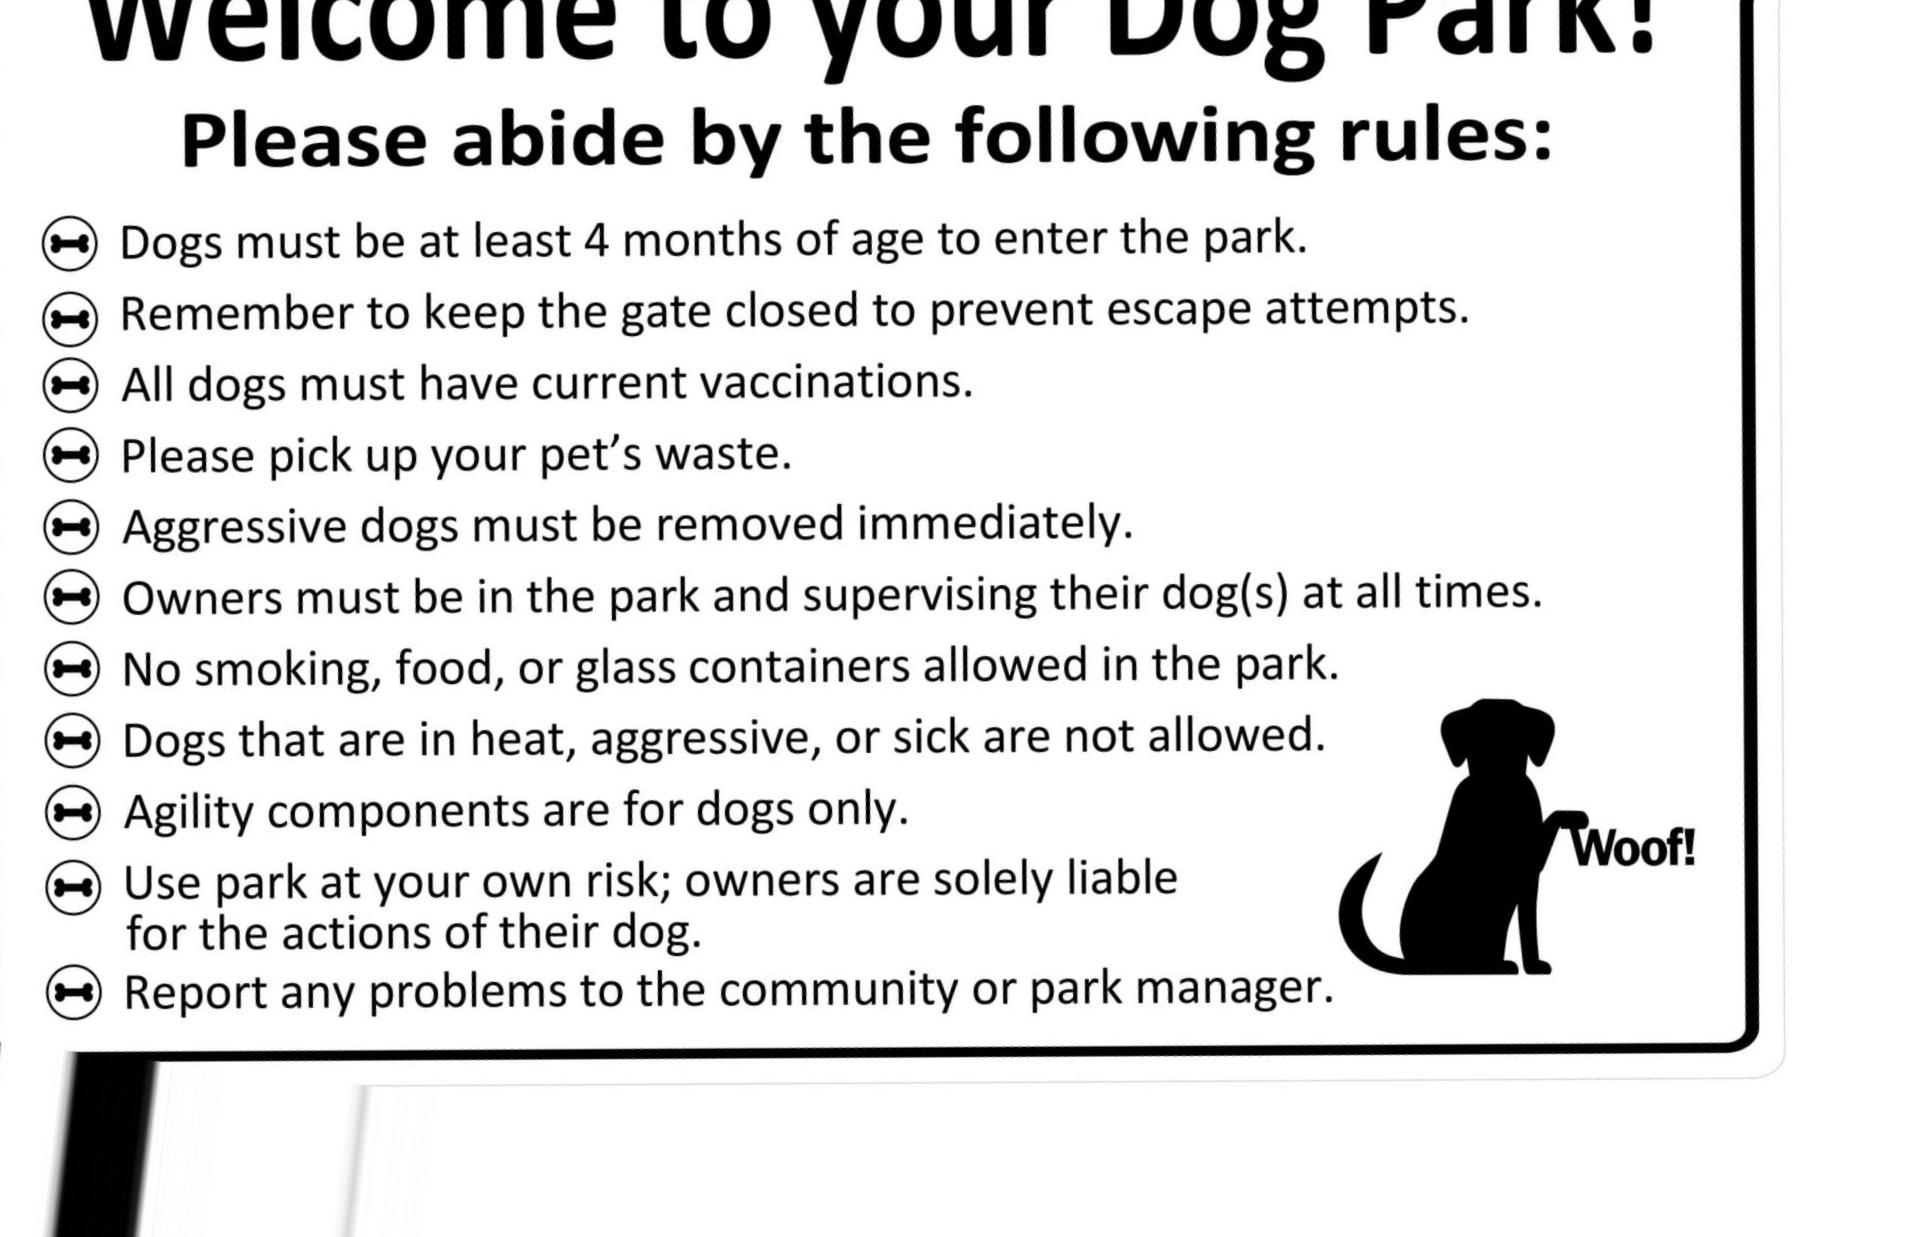 Welcome to your Dog Park!
Please abide by the following rules:
Dogs must be at least 4 months of age to enter the park.
Remember to keep the gate closed to prevent escape attempts.
All dogs must have current vaccinations.
Please pick up your pet’s waste.
Aggressive dogs must be removed immediately.
Owners must be in the park and supervising their dog(s) at all times.
No smoking, food, or glass containers allowed in the park.
Dogs that are in heat, aggressive, or sick are not allowed.
Agility components are for dogs only.
Woof!
Use park at your own risk; owners are solely liable
for the actions of their dog.
Report any problems to the community or park manager.